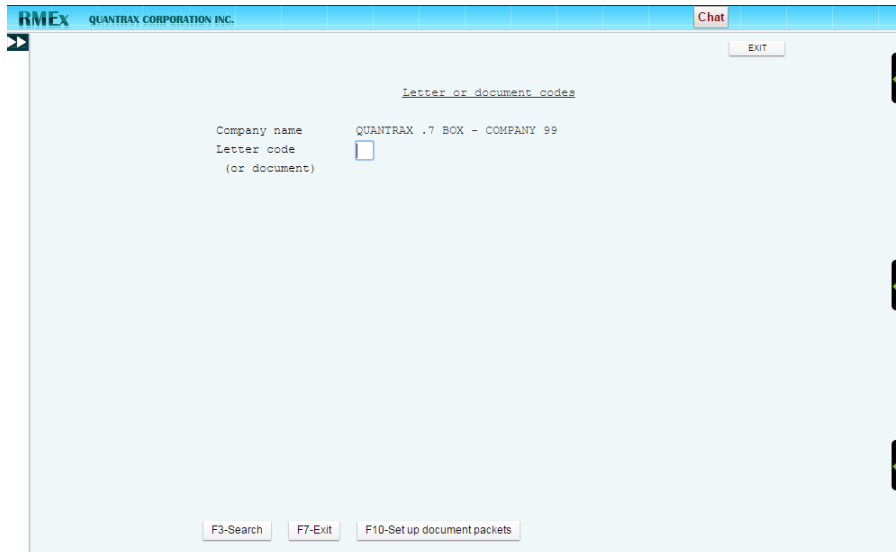 RMEx QUANTRAX CORPORATION INC. Chat
EXIT
Letter or document codes
Company name QUANTRAX .7 BOX - COMPANY 99
Letter code
(or document)
F3-Search F7-Exit F10-Set up document packets